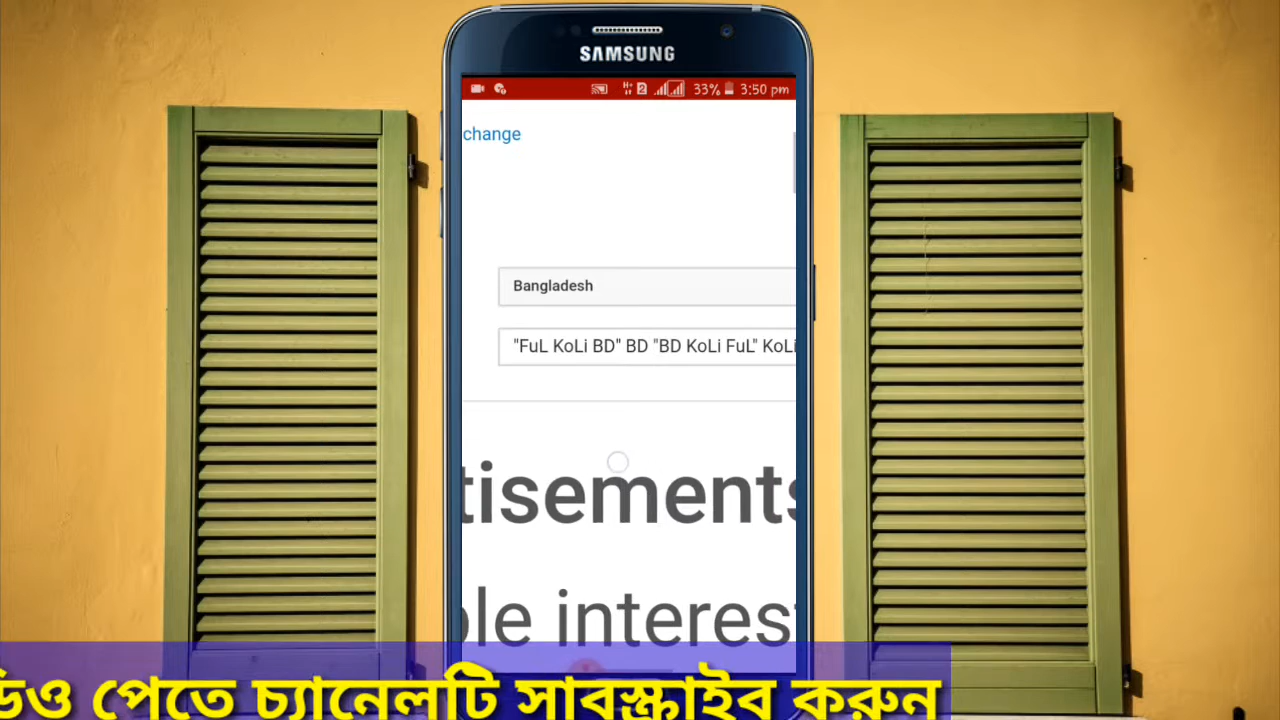 SAMSUNG
33% 3:50 pm
change
Bangladesh
"FuL KoLi BD" BD "BD KoLi FuL" KoLi
tisements
ple interest
ডিও পেতে চ্যানেলটি সাবস্ক্রাইব করুন